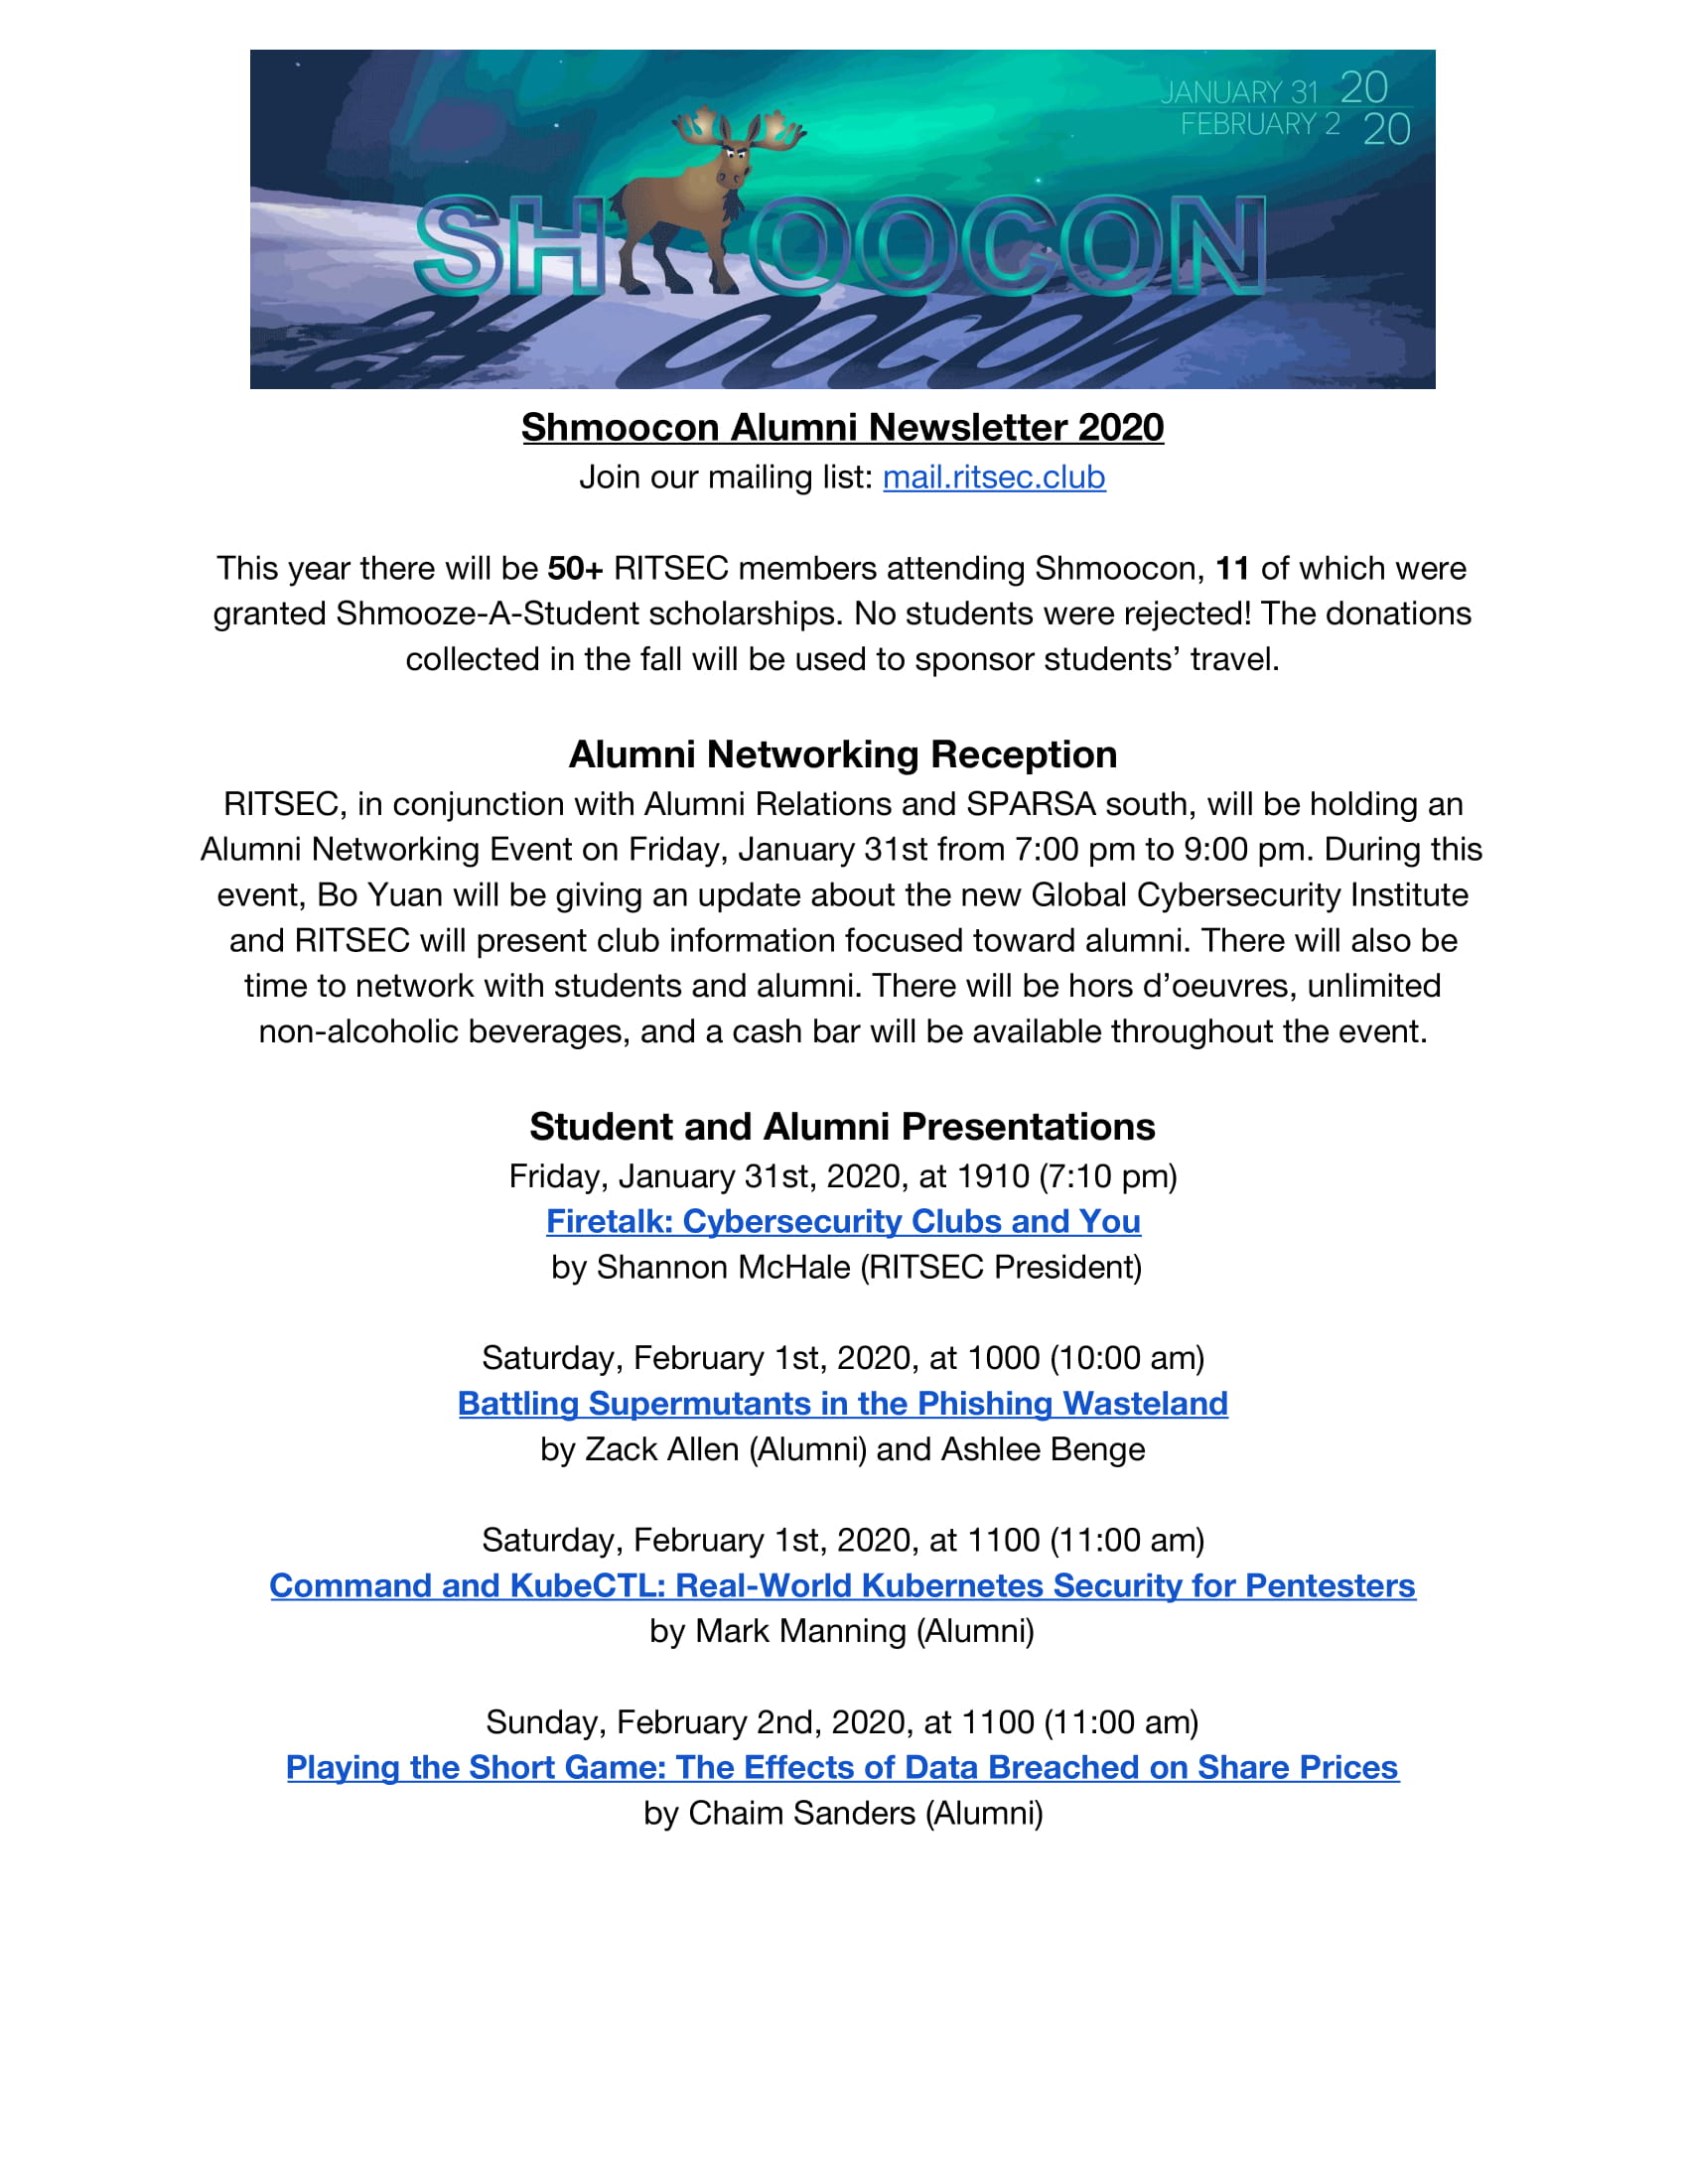 JANUARY 31 20
FEBRUARY 2 20
SH OOCON
Shmoocon Alumni Newsletter 2020
Join our mailing list: mail.ritsec.club
This year there will be 50+ RITSEC members attending Shmoocon, 11 of which were
granted Shmooze-A-Student scholarships. No students were rejected! The donations
collected in the fall will be used to sponsor students’ travel.
Alumni Networking Reception
RITSEC, in conjunction with Alumni Relations and SPARSA south, will be holding an
Alumni Networking Event on Friday, January 31st from 7:00 pm to 9:00 pm. During this
event, Bo Yuan will be giving an update about the new Global Cybersecurity Institute
and RITSEC will present club information focused toward alumni. There will also be
time to network with students and alumni. There will be hors d’oeuvres, unlimited
non-alcoholic beverages, and a cash bar will be available throughout the event.
Student and Alumni Presentations
Friday, January 31st, 2020, at 1910 (7:10 pm)
Firetalk: Cybersecurity Clubs and You
by Shannon McHale (RITSEC President)
Saturday, February 1st, 2020, at 1000 (10:00 am)
Battling Supermutants in the Phishing Wasteland
by Zack Allen (Alumni) and Ashlee Benge
Saturday, February 1st, 2020, at 1100 (11:00 am)
Command and KubeCTL: Real-World Kubernetes Security for Pentesters
by Mark Manning (Alumni)
Sunday, February 2nd, 2020, at 1100 (11:00 am)
Playing the Short Game: The Effects of Data Breached on Share Prices
by Chaim Sanders (Alumni)